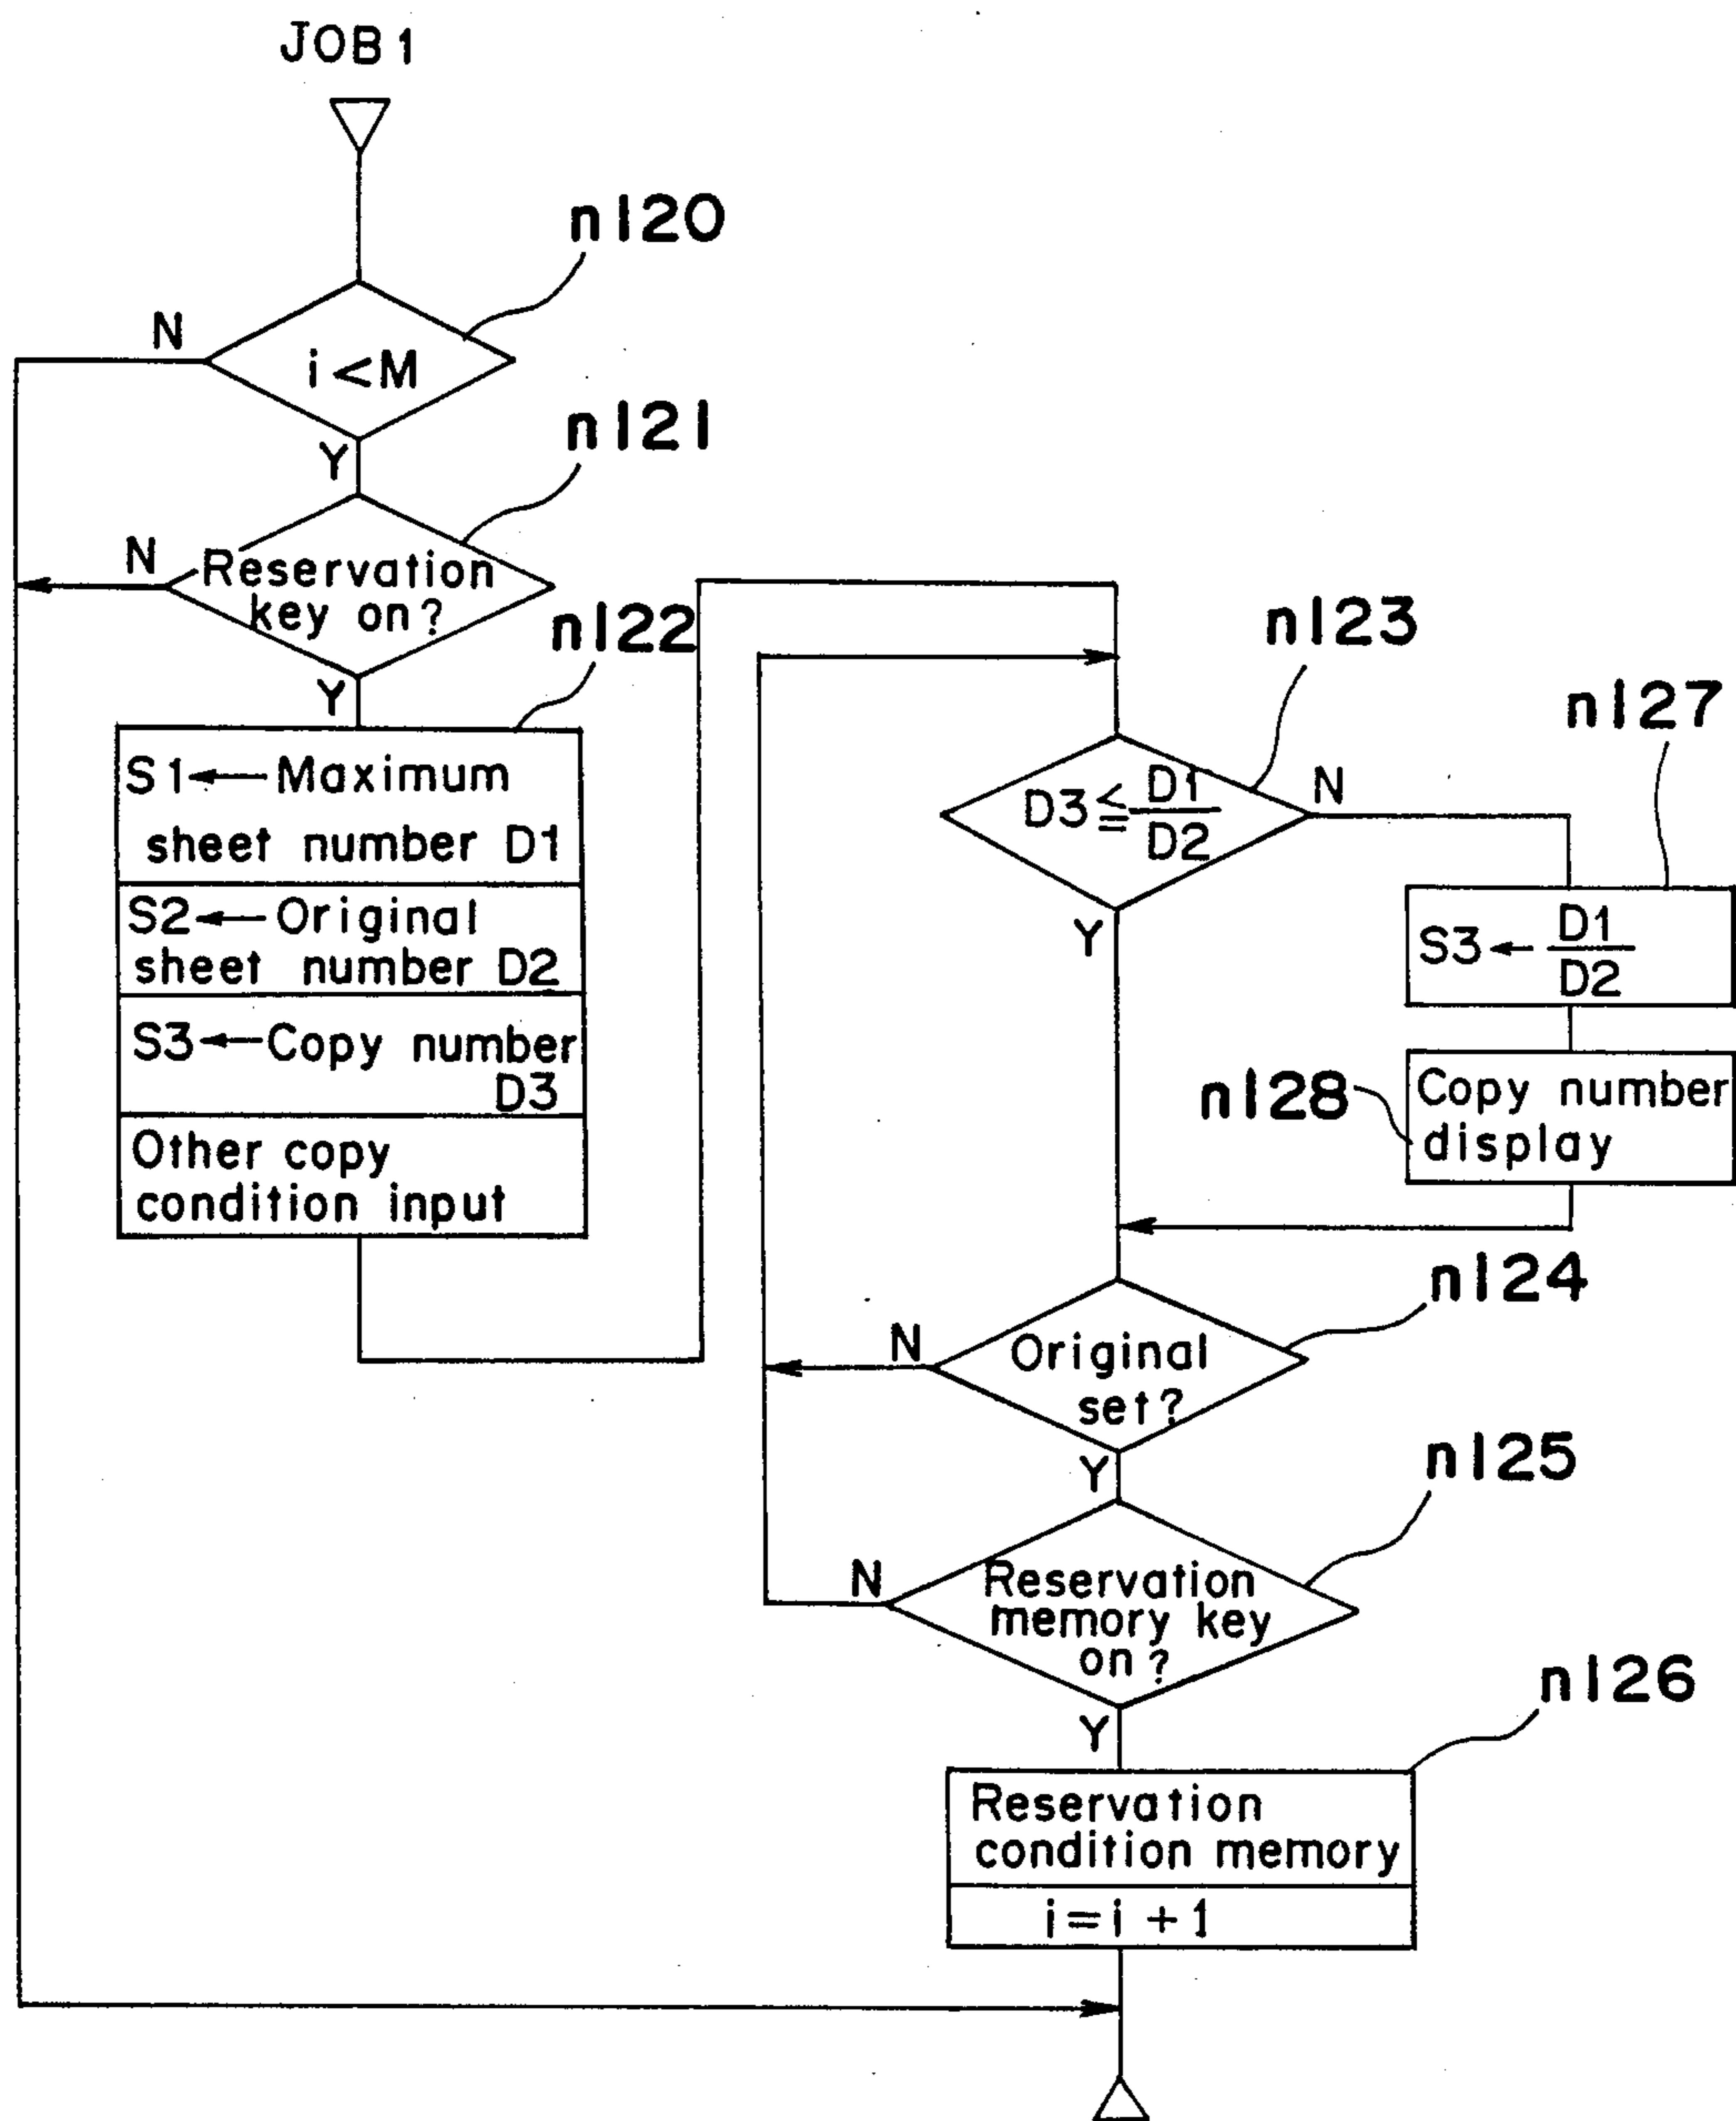 JOB1
n120
N
i<M
Y
n121
N
Reservation
key on?
Y
n122
S1←Maximum
sheet number D1
S2←Original
sheet number D2
S3←Copy number
D3
Other copy
condition input
n123
D3≦D1
D2
N
Y
n127
S3←D1
D2
n128
Copy number
display
n124
N
Original
set?
Y
n125
N
Reservation
memory key
on?
Y
n126
Reservation
condition memory
i=i+1